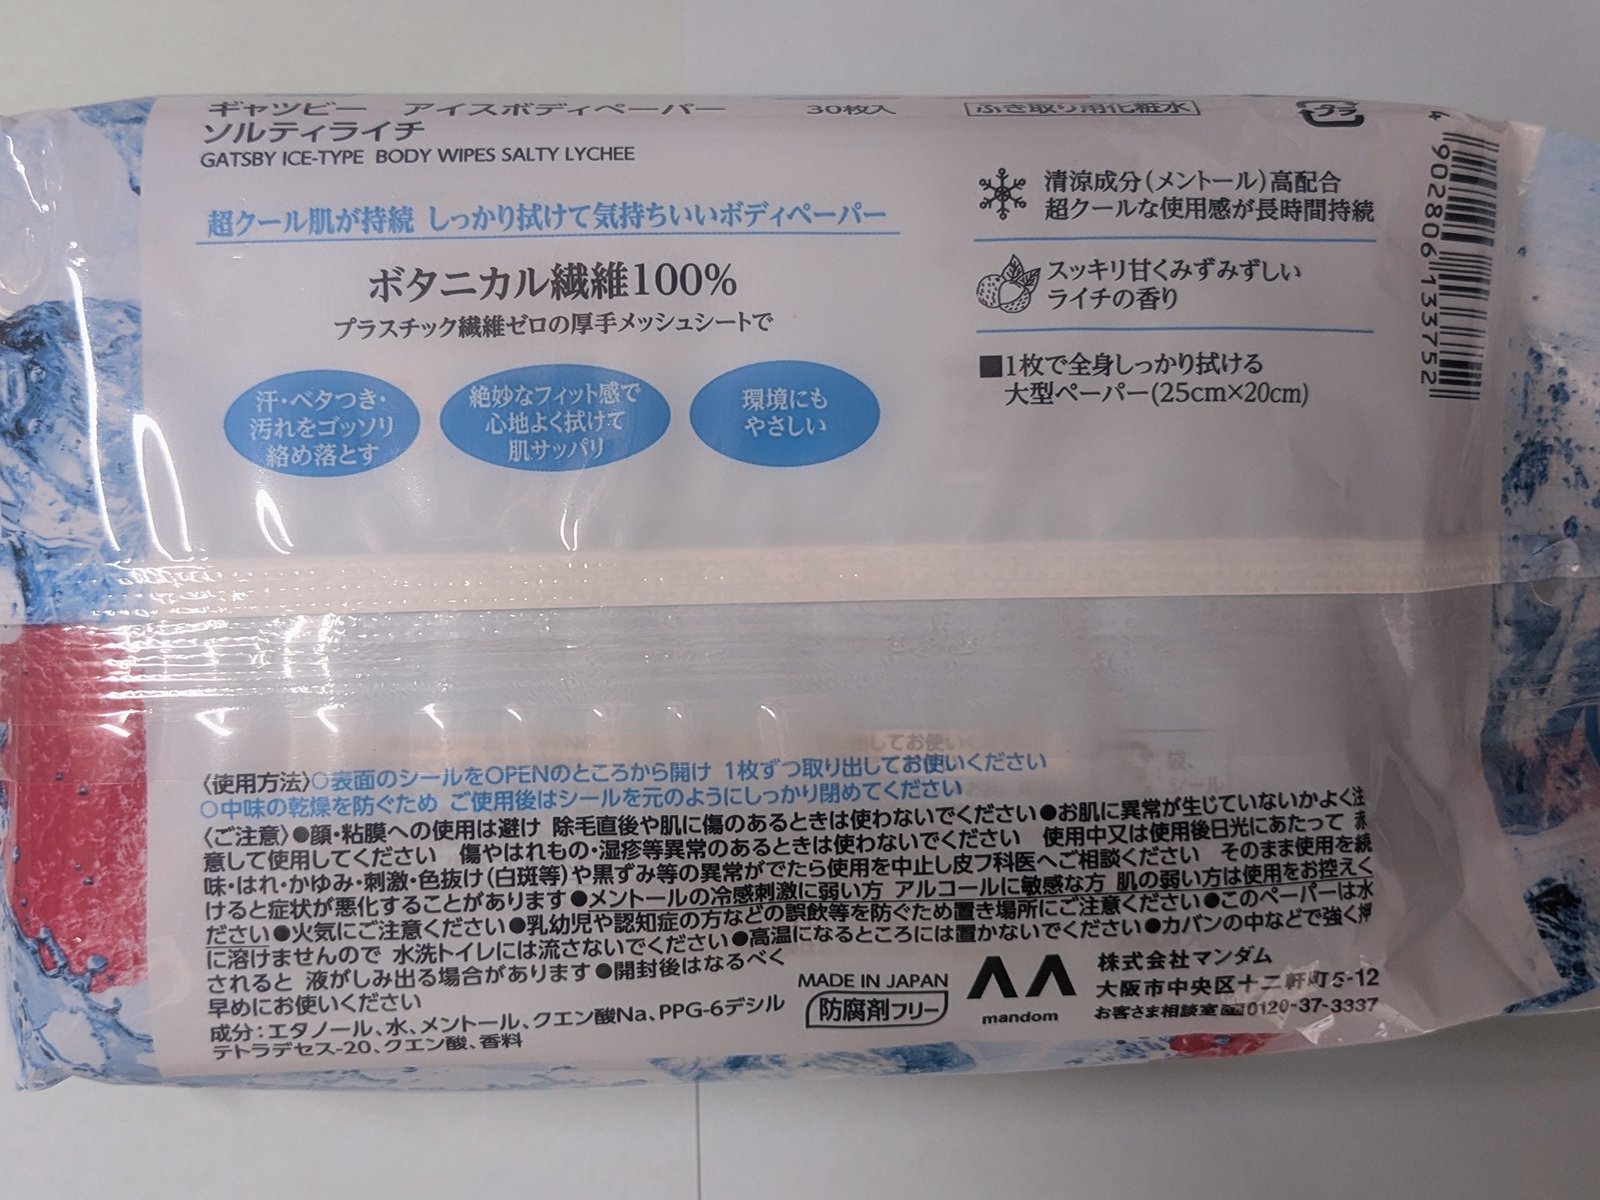 ギャツビー アイスボディペーパー 30枚入 ふき取り用化粧水
ソルティライチ
GATSBY ICE-TYPE BODY WIPES SALTY LYCHEE
超クール肌が持続 しっかり拭けて気持ちいいボディペーパー
ボタニカル繊維100%
プラスチック繊維ゼロの厚手メッシュシートで
汗・ベタつき・
汚れをゴッソリ
絡め落とす
絶妙なフィット感で
心地よく拭けて
肌サッパリ
環境にも
やさしい
プラ
清涼成分(メントール)高配合
超クールな使用感が長時間持続
スッキリ甘くみずみずしい
ライチの香り
■1枚で全身しっかり拭ける
大型ペーパー(25cm×20cm)
4 902806 133752
〈使用方法〉○表面のシールをOPENのところから開け 1枚ずつ取り出してお使いください
○中味の乾燥を防ぐため ご使用後はシールを元のようにしっかり閉めてください
〈ご注意〉●顔・粘膜への使用は避け 除毛直後や肌に傷のあるときは使わないでください●お肌に異常が生じていないかよく注
意して使用してください 傷やはれもの・湿疹等異常のあるときは使わないでください 使用中又は使用後日光にあたって 赤
味・はれ・かゆみ・刺激・色抜け(白斑等)や黒ずみ等の異常がでたら使用を中止し皮フ科医へご相談ください そのまま使用を続
けると症状が悪化することがあります●メントールの冷感刺激に弱い方 アルコールに敏感な方 肌の弱い方は使用をお控えく
ださい●火気にご注意ください●乳幼児や認知症の方などの誤飲等を防ぐため置き場所にご注意ください●このペーパーは水
に溶けませんので 水洗トイレには流さないでください●高温になるところには置かないでください●カバンの中などで強く押
されると 液がしみ出る場合があります●開封後はなるべく
早めにお使いください
成分：エタノール、水、メントール、クエン酸Na、PPG-6デシル
テトラデセス-20、クエン酸、香料
MADE IN JAPAN
防腐剤フリー
mandom
株式会社マンダム
大阪市中央区十二軒町5-12
お客さま相談室 0120-37-3337